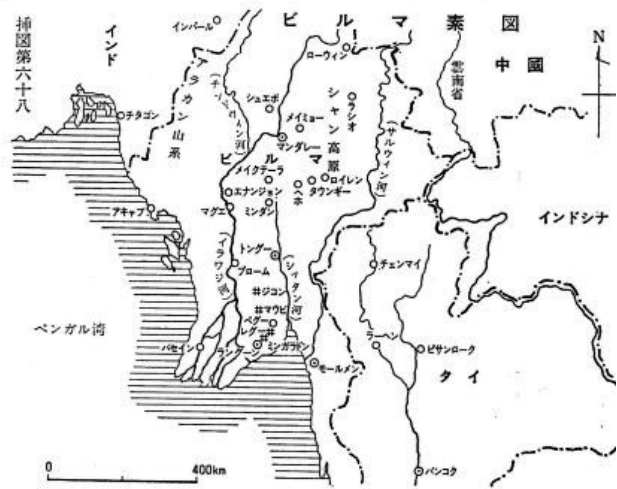 ビルマ素図
挿図第六十八
N
インド
インパール
ローウィン
中國
雲南省
チタゴン
アラカン山系
(チンドウィン河)
シュエボ
メイミョー
ラシオ
シャン高原
(サルウィン河)
マンダレー
ビルマ
メイクテーラ
エナンジョン
ヘホ
タウンギー
ロイレン
マグエ
ミンダン
アキャブ
インドシナ
トングー
(イラワジ河)
プローム
(シッタン河)
チェンマイ
ジコン
マウビ
ペグー
レグー
ベンガル湾
バセイン
ラングーン
ミンガラドン
ラーヘン
ピサンローク
モールメン
タイ
バンコク
0
400km